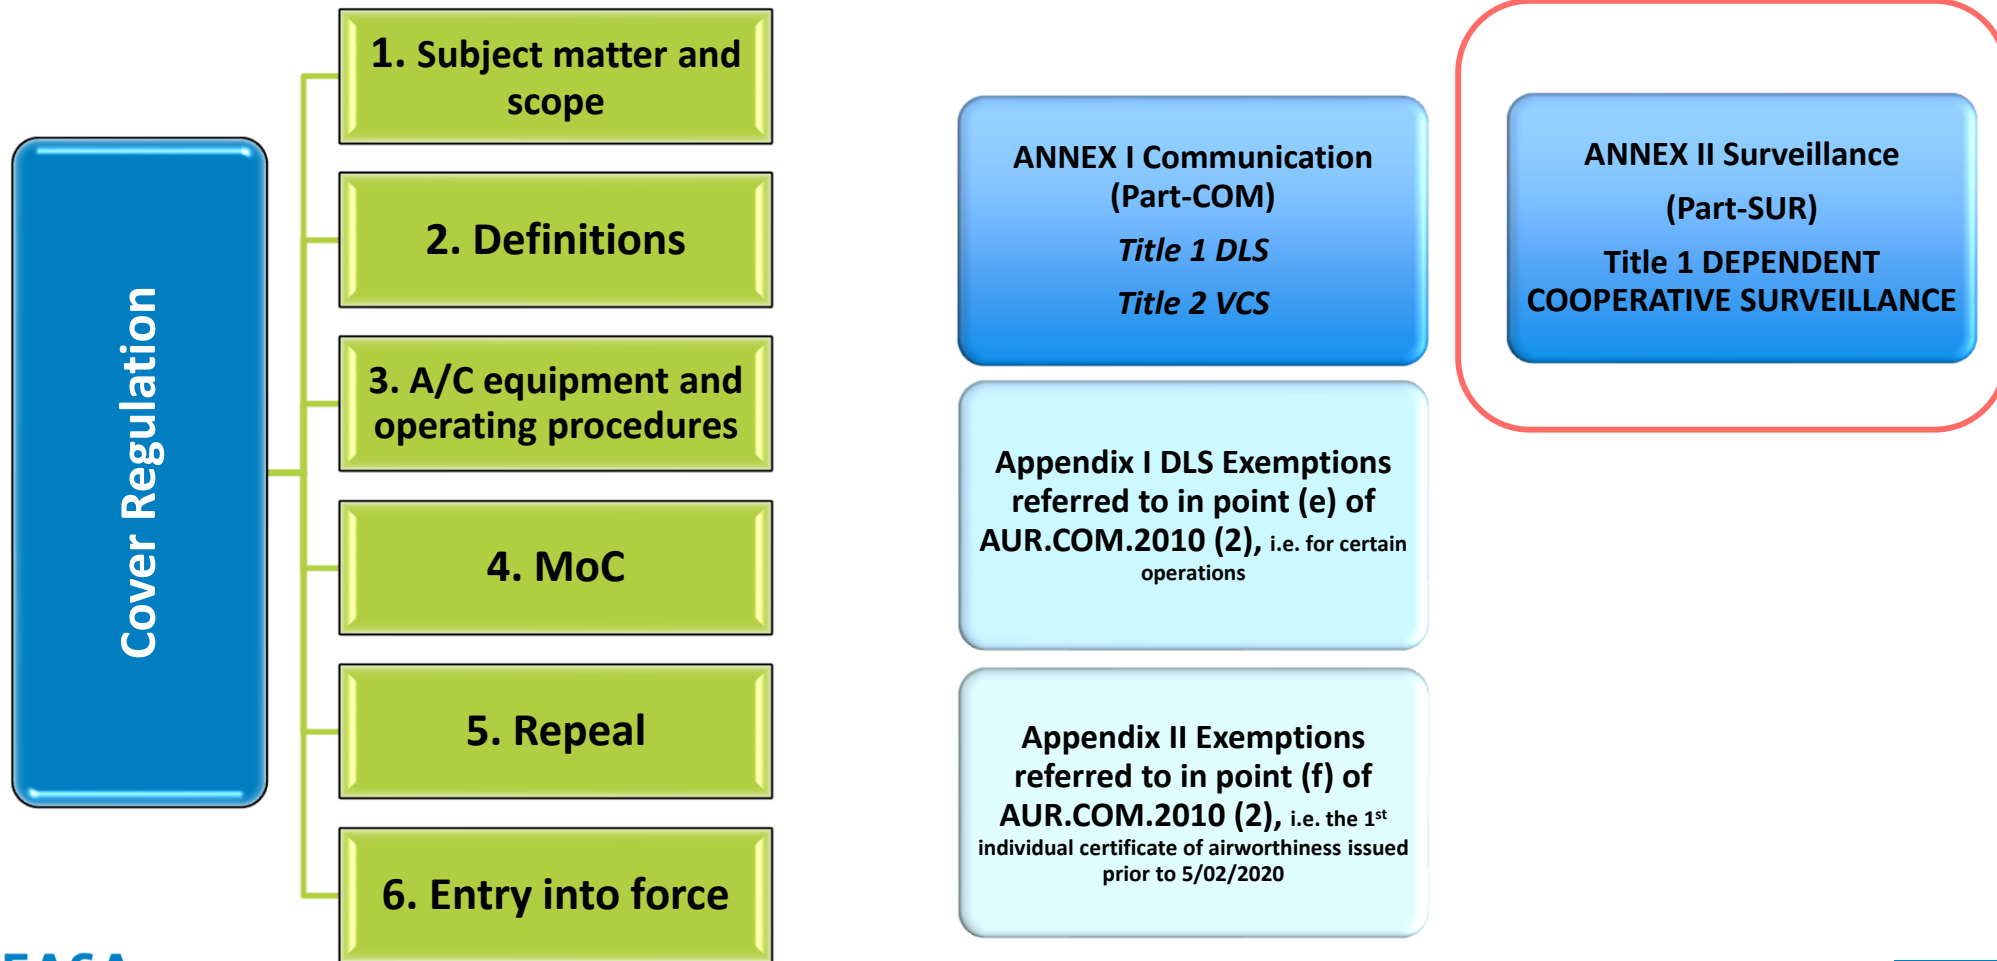 Cover Regulation
1. Subject matter and
scope
2. Definitions
3. A/C equipment and
operating procedures
4. MoC
5. Repeal
6. Entry into force
ANNEX I Communication
(Part-COM)
Title 1 DLS
Title 2 VCS
Appendix I DLS Exemptions
referred to in point (e) of
AUR.COM.2010 (2), i.e. for certain
operations
Appendix II Exemptions
referred to in point (f) of
AUR.COM.2010 (2), i.e. the 1st
individual certificate of airworthiness issued
prior to 5/02/2020
ANNEX II Surveillance
(Part-SUR)
Title 1 DEPENDENT
COOPERATIVE SURVEILLANCE